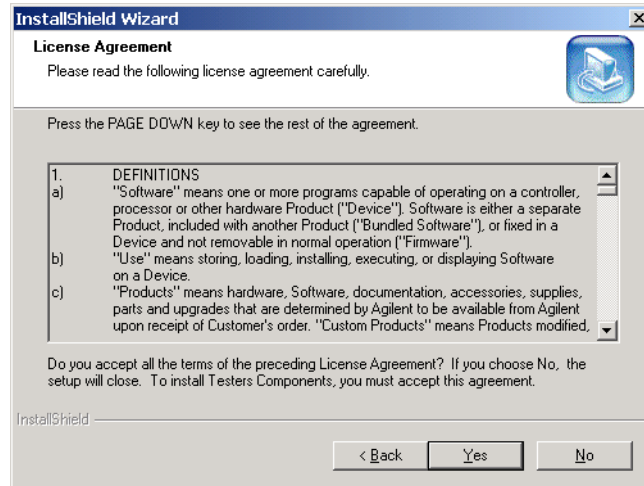 InstallShield Wizard
License Agreement
Please read the following license agreement carefully.
Press the PAGE DOWN key to see the rest of the agreement.
1. DEFINITIONS
a) "Software" means one or more programs capable of operating on a controller,
processor or other hardware Product ("Device"). Software is either a separate
Product, included with another Product ("Bundled Software"), or fixed in a
Device and not removable in normal operation ("Firmware").
b) "Use" means storing, loading, installing, executing, or displaying Software
on a Device.
c) "Products" means hardware, Software, documentation, accessories, supplies,
parts and upgrades that are determined by Agilent to be available from Agilent
upon receipt of Customer's order. "Custom Products" means Products modified,
Do you accept all the terms of the preceding License Agreement? If you choose No, the
setup will close. To install Testers Components, you must accept this agreement.
InstallShield
< Back Yes No